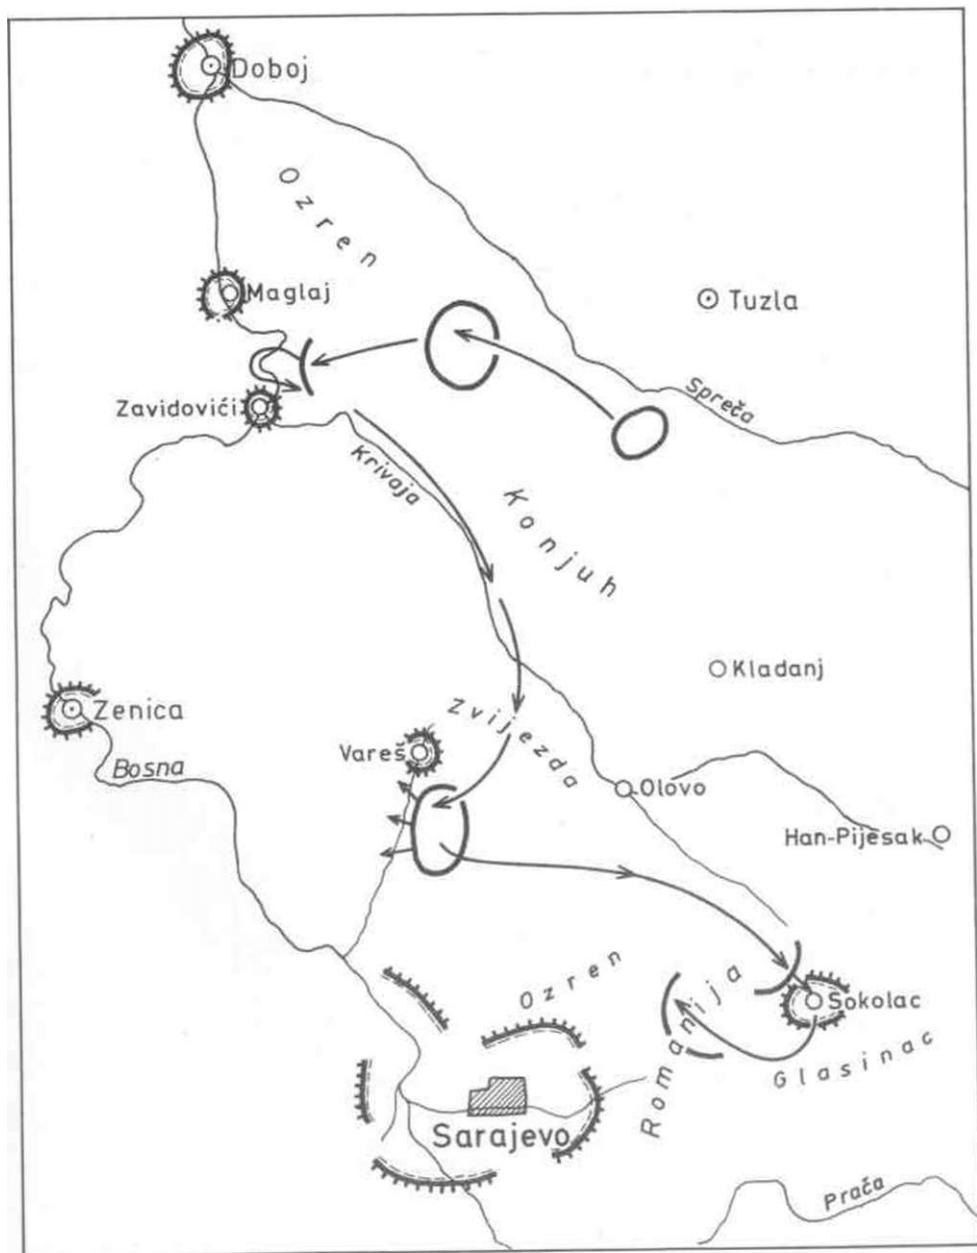 Doboj
Ozren
Maglaj
Tuzla
Zavidovići
Spreča
Krivaja
Konjuh
Kladanj
Zenica
Zvijezda
Vareš
Bosna
Olovo
Han-Pijesak
Ozren
Romanija
Sokolac
Glasinac
Sarajevo
Prača